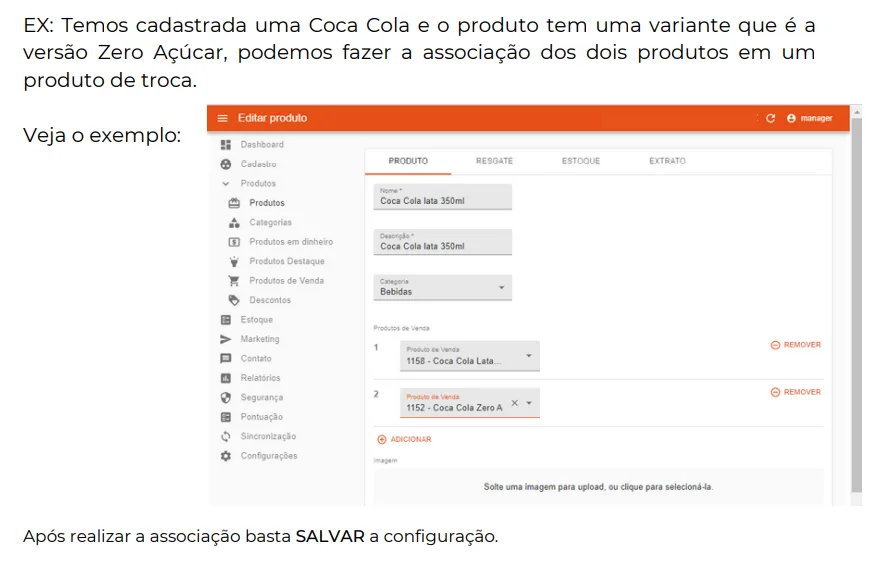 EX: Temos cadastrada uma Coca Cola e o produto tem uma variante que é a
versão Zero Açúcar, podemos fazer a associação dos dois produtos em um
produto de troca.
Veja o exemplo:
Editar produto
manager
Dashboard
Cadastro
Produtos
Produtos
Categorias
Produtos em dinheiro
Produtos Destaque
Produtos de Venda
Descontos
Estoque
Marketing
Contato
Relatórios
Segurança
Pontuação
Sincronização
Configurações
PRODUTO RESGATE ESTOQUE EXTRATO
Nome *
Coca Cola lata 350ml
Descrição *
Coca Cola lata 350ml
Categoria
Bebidas
Produtos de Venda
1
Produto de Venda
1158 - Coca Cola Lata...
REMOVER
2
Produto de Venda
1152 - Coca Cola Zero A
REMOVER
ADICIONAR
Imagem
Solte uma imagem para upload, ou clique para selecioná-la.
Após realizar a associação basta SALVAR a configuração.